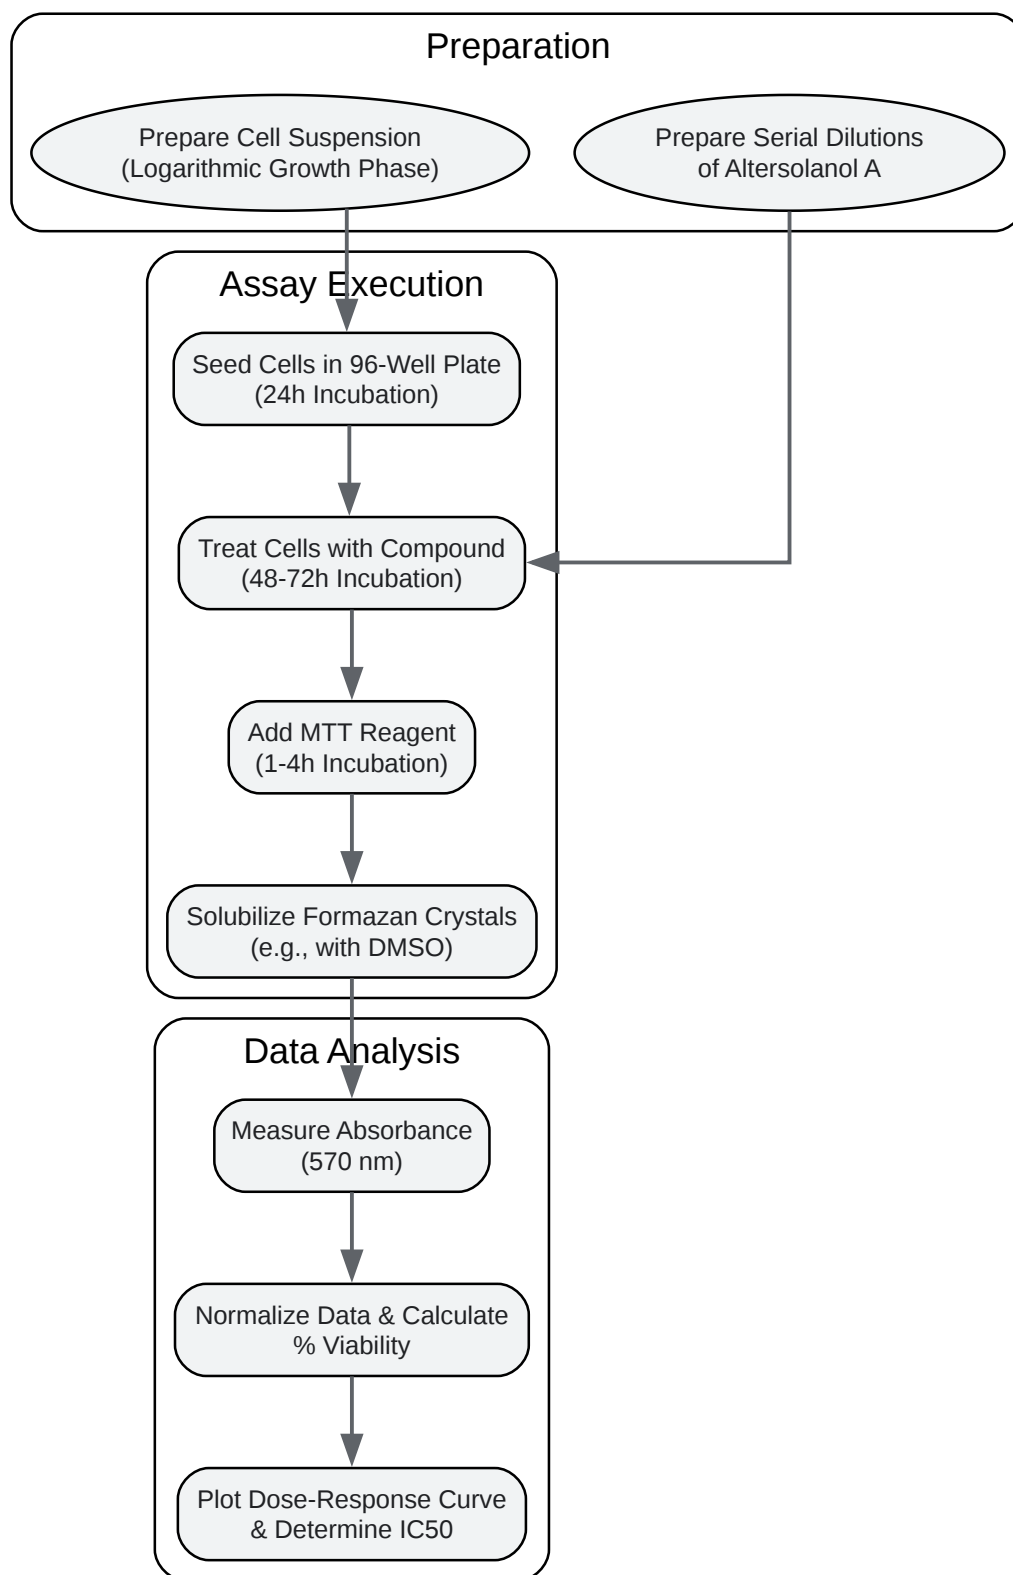 Preparation
Prepare Cell Suspension
(Logarithmic Growth Phase)
Prepare Serial Dilutions
of Altersolanol A
Assay Execution
Seed Cells in 96-Well Plate
(24h Incubation)
Treat Cells with Compound
(48-72h Incubation)
Add MTT Reagent
(1-4h Incubation)
Solubilize Formazan Crystals
(e.g., with DMSO)
Data Analysis
Measure Absorbance
(570 nm)
Normalize Data & Calculate
% Viability
Plot Dose-Response Curve
& Determine IC50